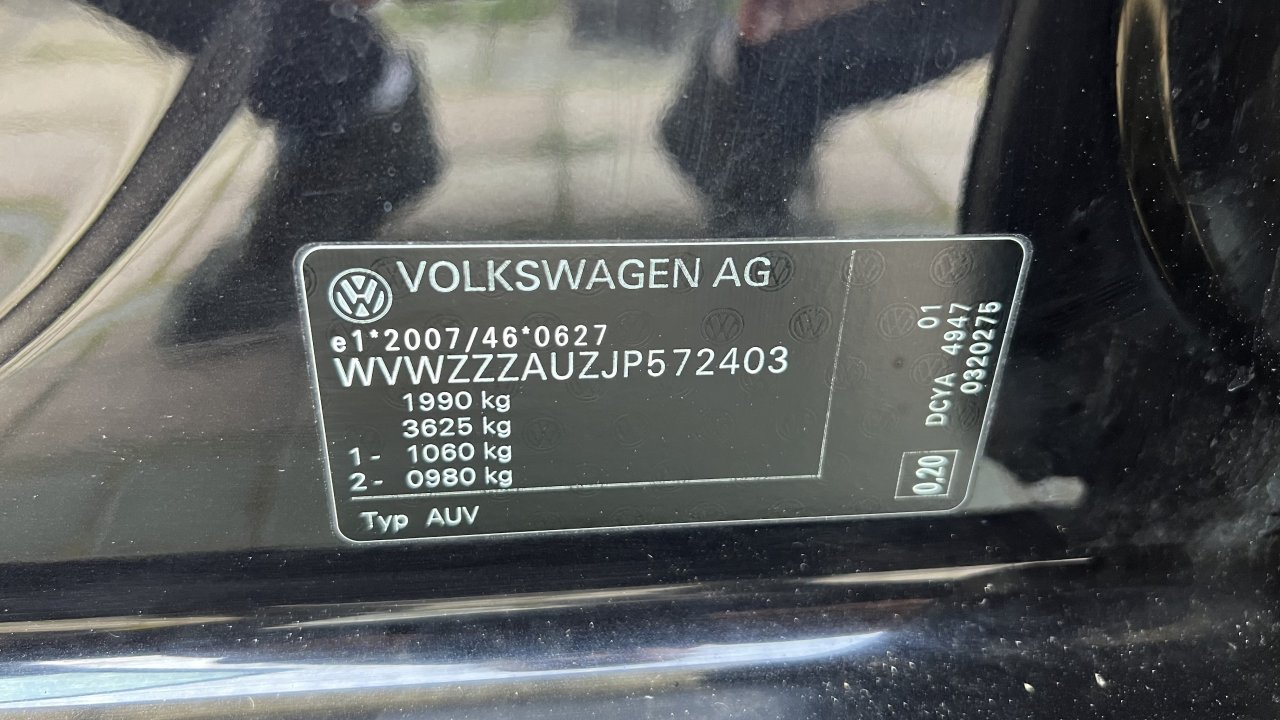 VOLKSWAGEN AG
e1*2007/46*0627
WVWZZZAUZJP572403
1990 kg
3625 kg
1- 1060 kg
2- 0980 kg
Typ AUV
01
DCYA 4947
0320275
0.20